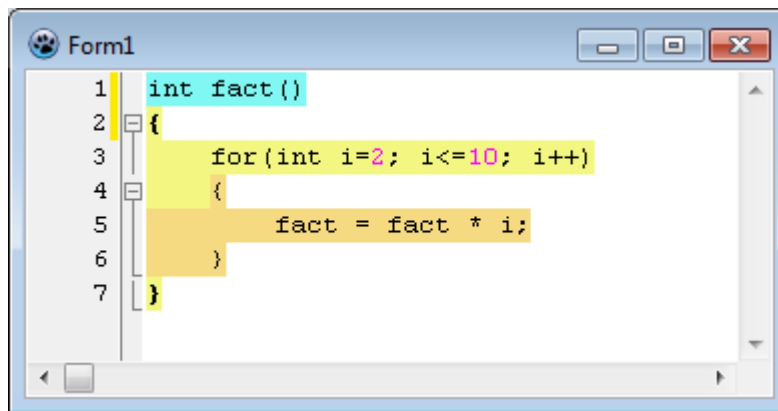 Form1
1 int fact()
2 {
3     for(int i=2; i<=10; i++)
4     {
5         fact = fact * i;
6     }
7 }